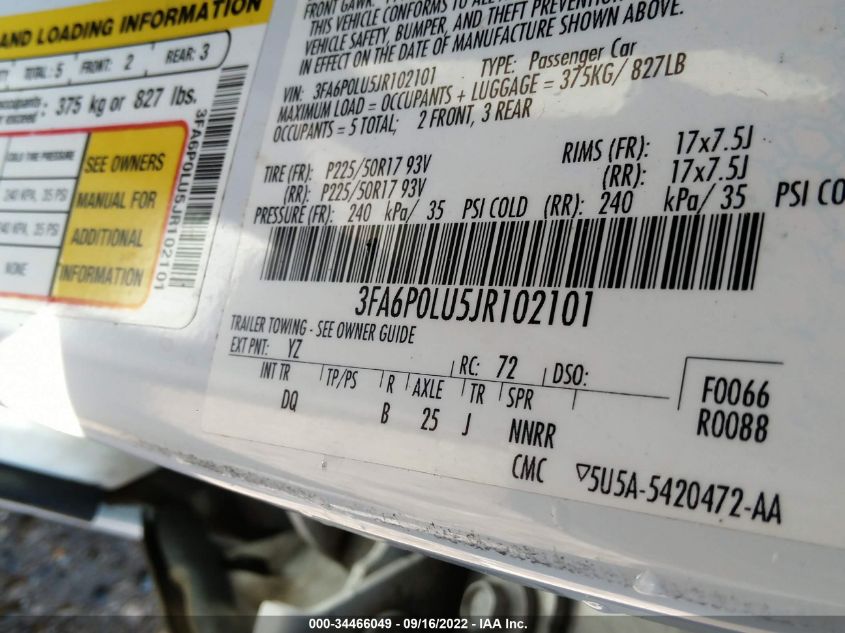 AND LOADING INFORMATION
TOTAL: 5 FRONT: 2 REAR: 3
375 kg or 827 lbs.
COLD TIRE PRESSURE
240 KPA, 35 PSI
240 KPA, 35 PSI
NONE
SEE OWNERS
MANUAL FOR
ADDITIONAL
INFORMATION
3FA6P0LU5JR102101
FRONT GAWR:
THIS VEHICLE CONFORMS TO ALL
VEHICLE SAFETY, BUMPER, AND THEFT PREVENTION
IN EFFECT ON THE DATE OF MANUFACTURE SHOWN ABOVE.
VIN: 3FA6P0LU5JR102101 TYPE: Passenger Car
MAXIMUM LOAD = OCCUPANTS + LUGGAGE = 375KG/ 827LB
OCCUPANTS = 5 TOTAL; 2 FRONT, 3 REAR
TIRE (FR): P225/50R17 93V RIMS (FR): 17x7.5J
(RR): P225/50R17 93V (RR): 17x7.5J
PRESSURE (FR): 240 kPa/ 35 PSI COLD (RR): 240 kPa/ 35 PSI CO
3FA6P0LU5JR102101
TRAILER TOWING - SEE OWNER GUIDE
EXT PNT: YZ RC: 72 DSO:
INT TR TP/PS R AXLE TR SPR
DQ B 25 J NNRR
CMC
F0066
R0088
5U5A-5420472-AA
000-34466049 - 09/16/2022 - IAA Inc.